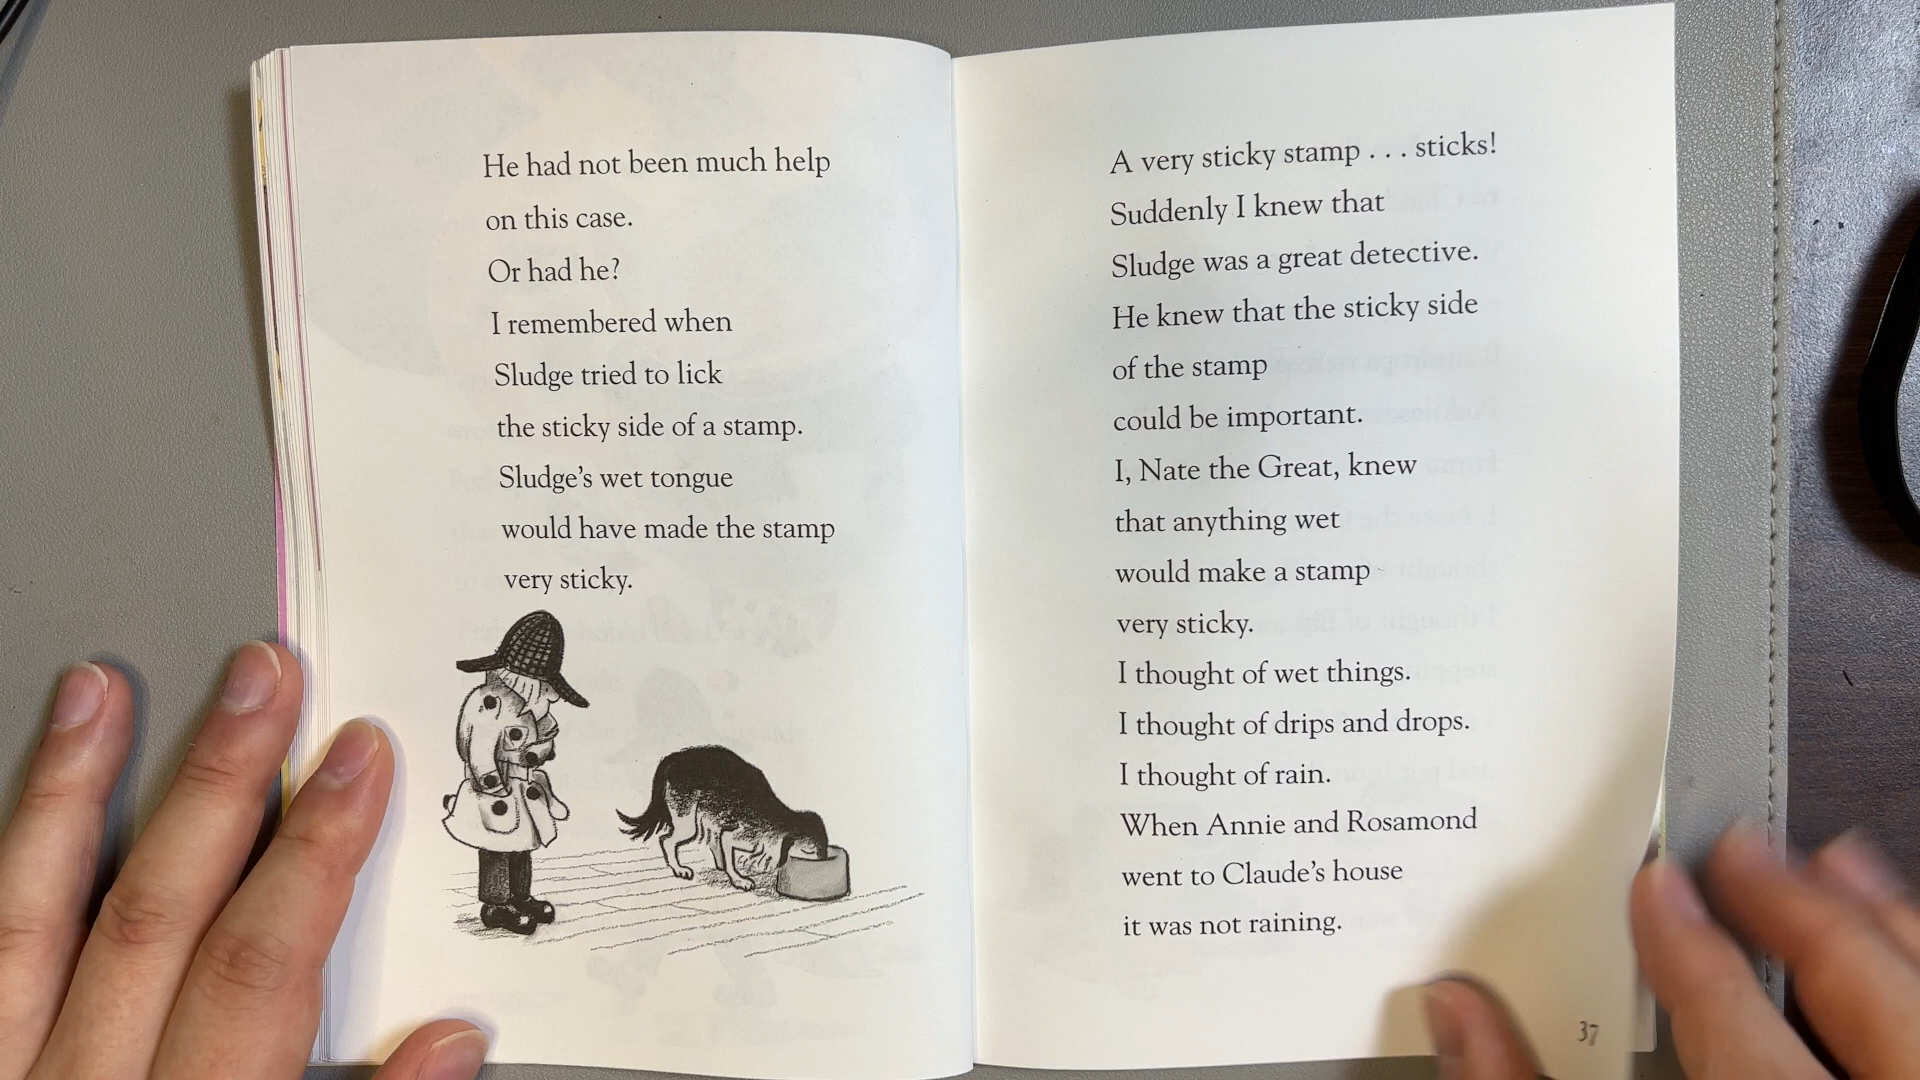 He had not been much help
on this case.
Or had he?
I remembered when
Sludge tried to lick
the sticky side of a stamp.
Sludge's wet tongue
would have made the stamp
very sticky.
A very sticky stamp . . . sticks!
Suddenly I knew that
Sludge was a great detective.
He knew that the sticky side
of the stamp
could be important.
I, Nate the Great, knew
that anything wet
would make a stamp
very sticky.
I thought of wet things.
I thought of drips and drops.
I thought of rain.
When Annie and Rosamond
went to Claude's house
it was not raining.
37